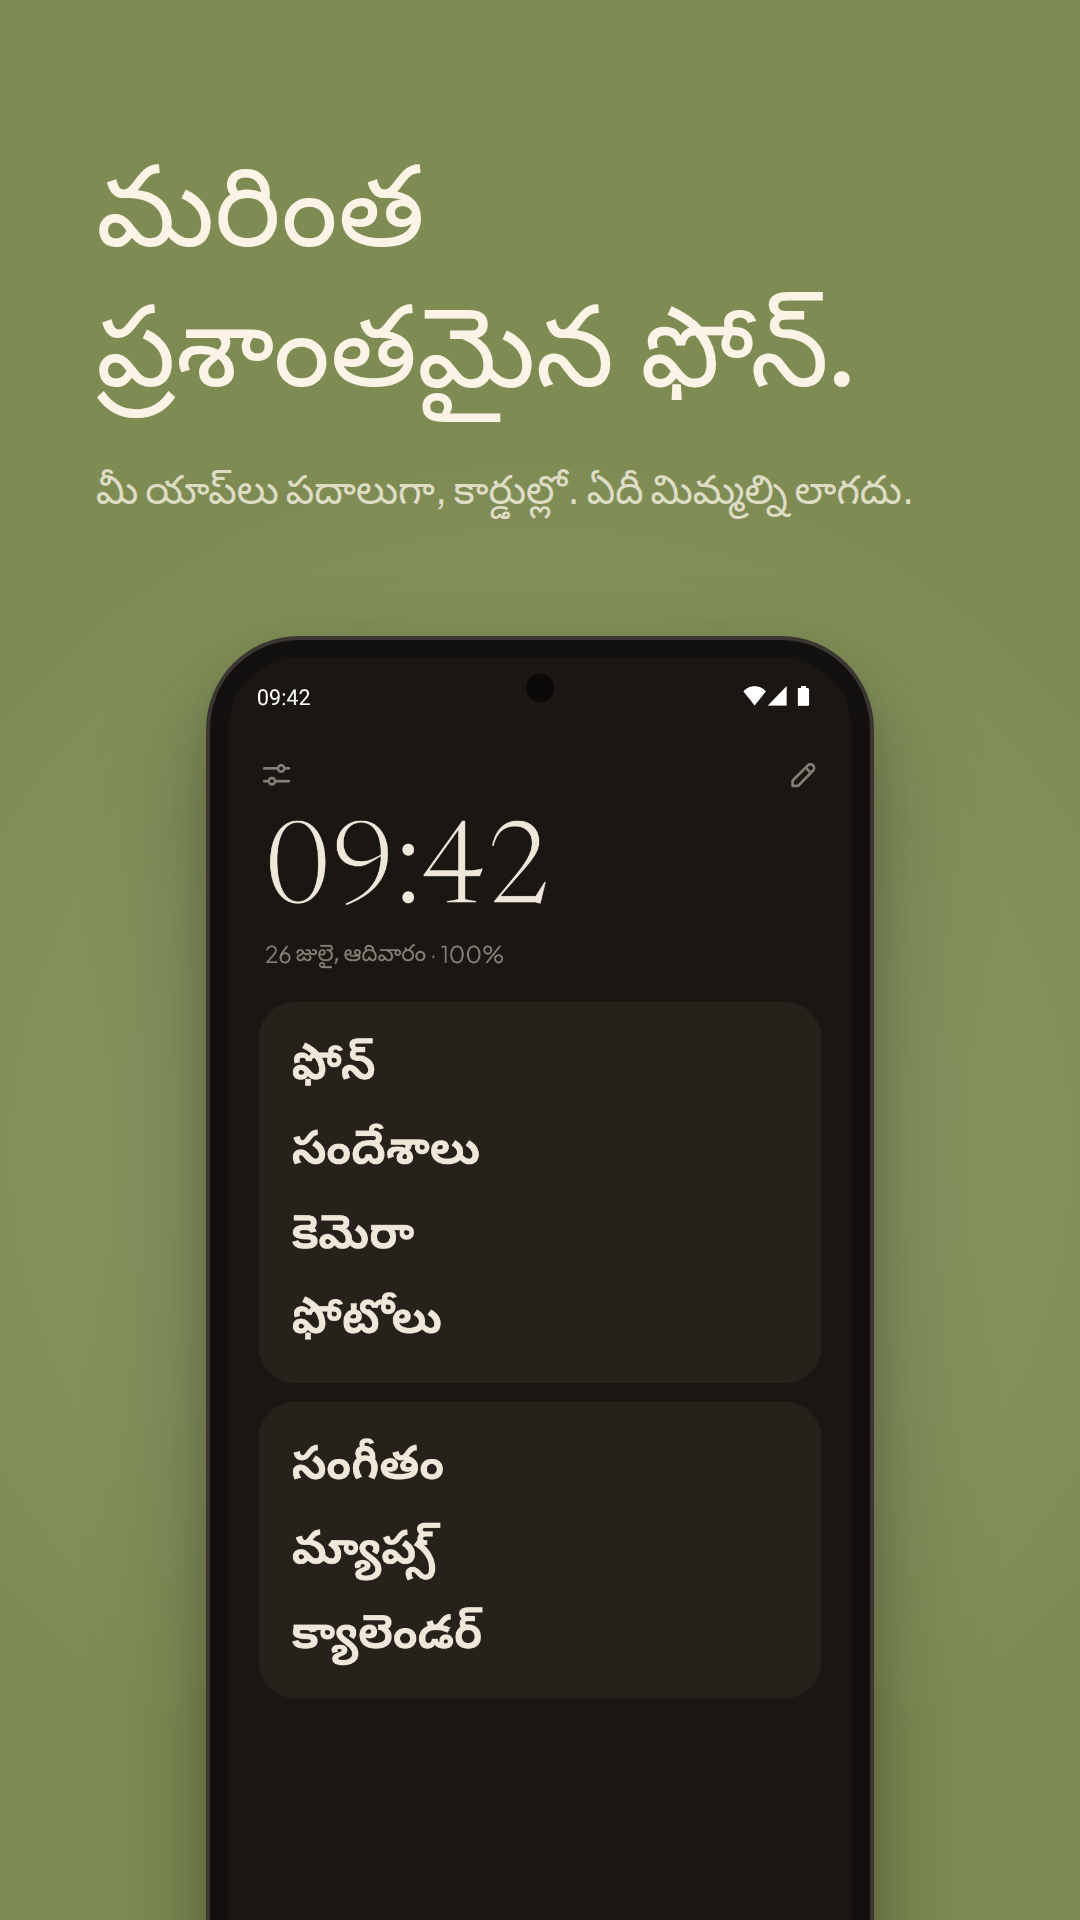 మరింత
ప్రశాంతమైన ఫోన్.
మీ యాప్‌లు పదాలుగా, కార్డుల్లో. ఏదీ మిమ్మల్ని లాగదు.
09:42
09:42
26 జులై, ఆదివారం · 100%
ఫోన్
సందేశాలు
కెమెరా
ఫోటోలు
సంగీతం
మ్యాప్స్
క్యాలెండర్